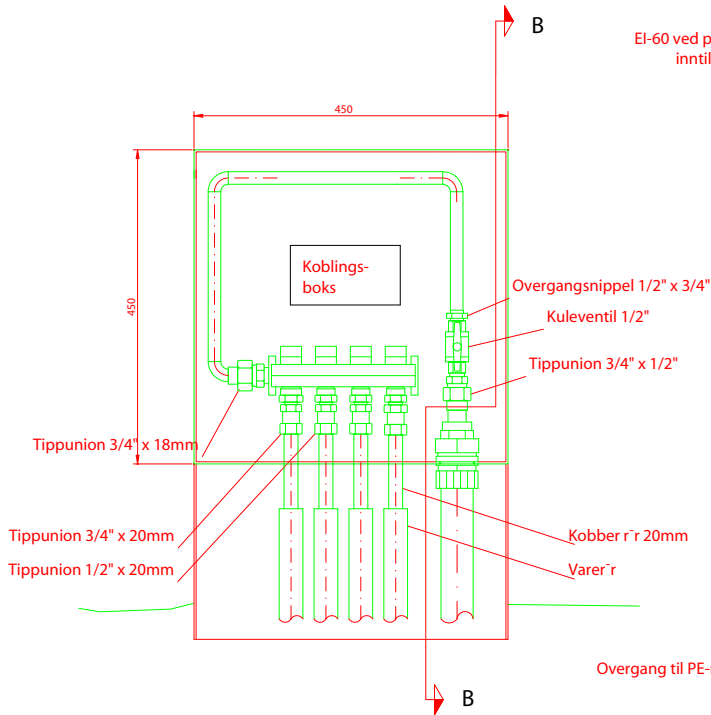 B
EI-60 ved p
inntil
450
450
Koblings-
boks
Overgangsnippel 1/2" x 3/4"
Kuleventil 1/2"
Tippunion 3/4" x 1/2"
Tippunion 3/4" x 18mm
Tippunion 3/4" x 20mm
Tippunion 1/2" x 20mm
Kobber r¯r 20mm
Varer¯r
Overgang til PE-
B